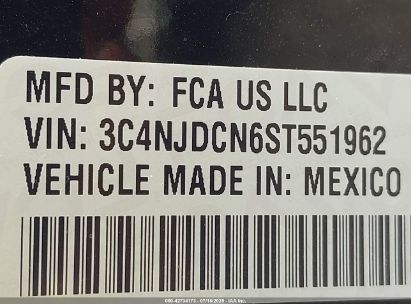 MFD BY: FCA US LLC
VIN: 3C4NJDCN6ST551962
VEHICLE MADE IN: MEXICO